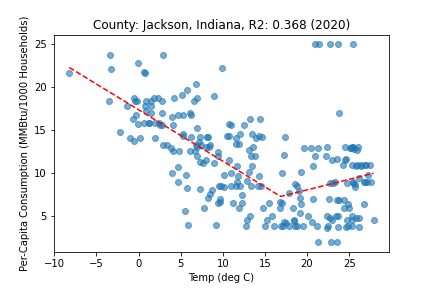 County: Jackson, Indiana, R2: 0.368 (2020)
Per-Capita Consumption (MMBtu/1000 Households)
25
20
15
10
5
−10 −5 0 5 10 15 20 25
Temp (deg C)